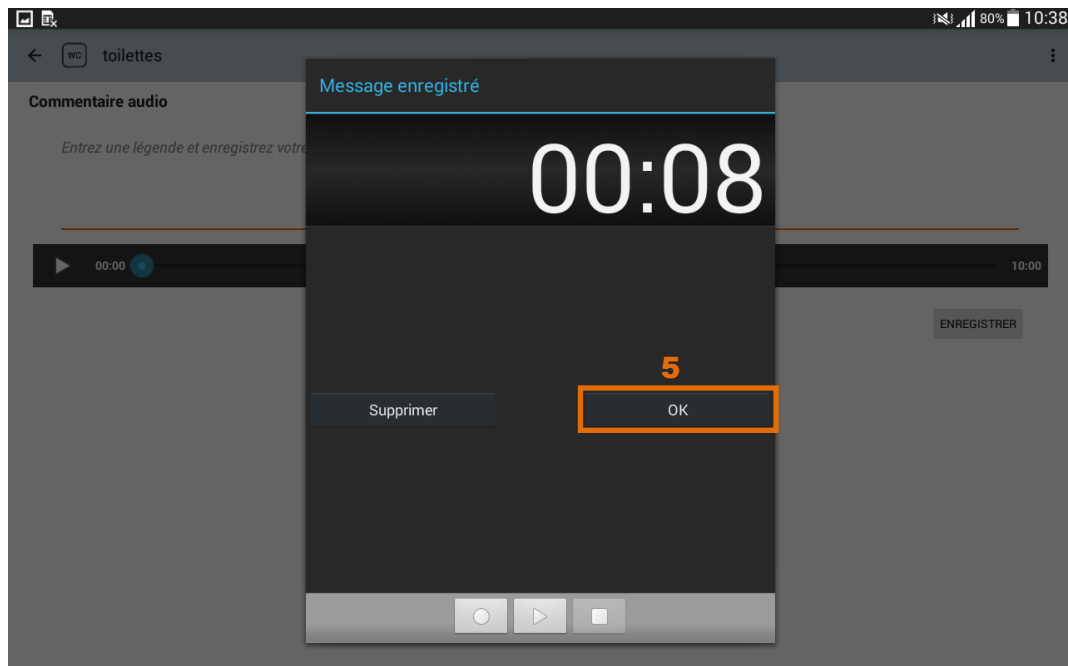 80% 10:38
WC toilettes
Message enregistré
Commentaire audio
Entrez une légende et enregistrez votre
00:08
00:00
10:00
ENREGISTRER
5
Supprimer
OK